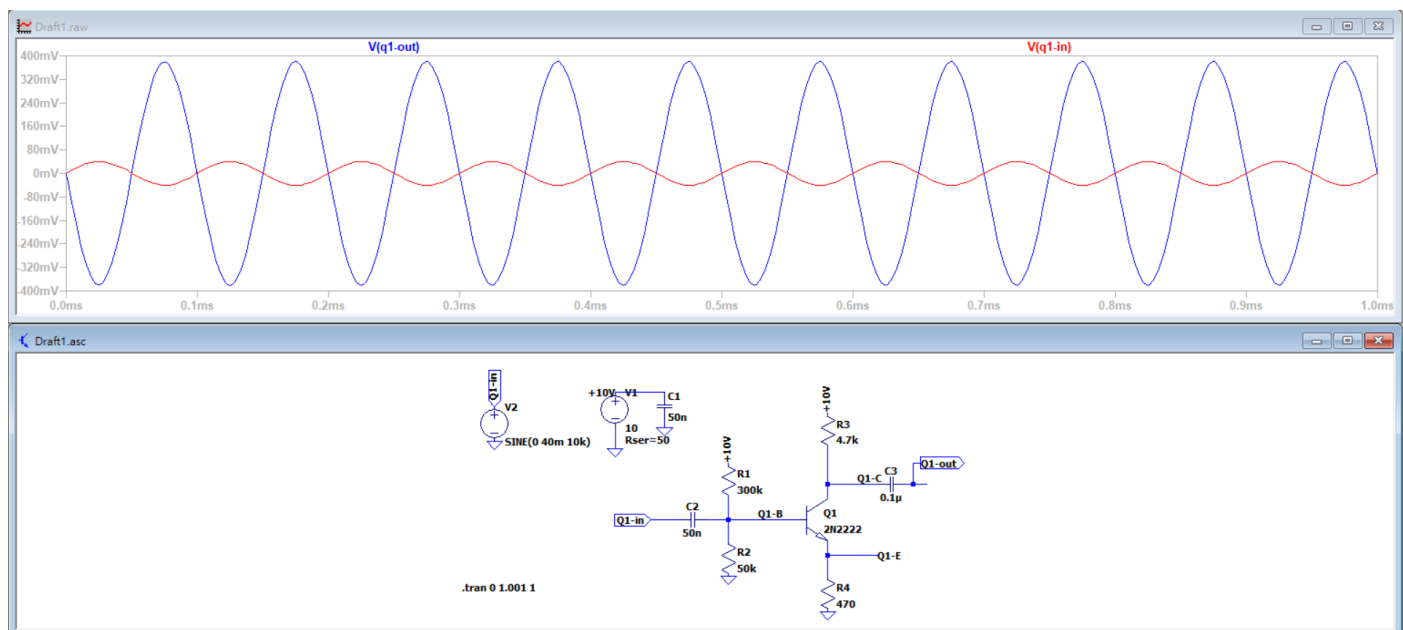 Draft1.raw
V(q1-out) V(q1-in)
400mV
320mV
240mV
160mV
80mV
0mV
-80mV
-160mV
-240mV
-320mV
-400mV
0.0ms 0.1ms 0.2ms 0.3ms 0.4ms 0.5ms 0.6ms 0.7ms 0.8ms 0.9ms 1.0ms
Draft1.asc
Q1-in
V2
SINE(0 40m 10k)
+10V V1
10
Rser=50
C1
50n
+10V
R3
4.7k
+10V
R1
300k
Q1-in
C2
50n
Q1-B
Q1
2N2222
Q1-C
C3
0.1µ
Q1-out
R2
50k
Q1-E
R4
470
.tran 0 1.001 1